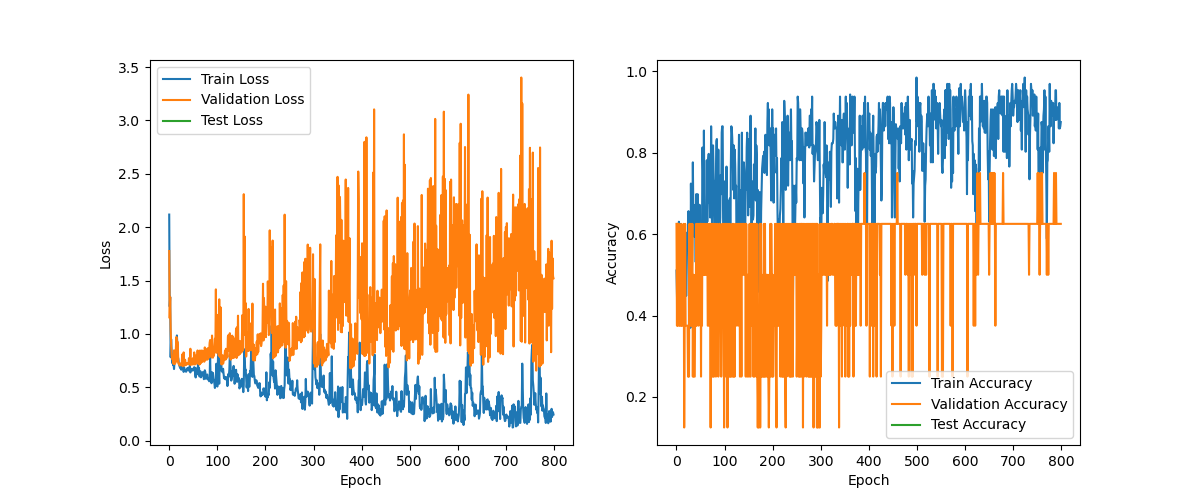 3.5
3.0
2.5
2.0
1.5
1.0
0.5
0.0
Loss
0 100 200 300 400 500 600 700 800
Epoch
Train Loss
Validation Loss
Test Loss
1.0
0.8
0.6
0.4
0.2
Accuracy
0 100 200 300 400 500 600 700 800
Epoch
Train Accuracy
Validation Accuracy
Test Accuracy